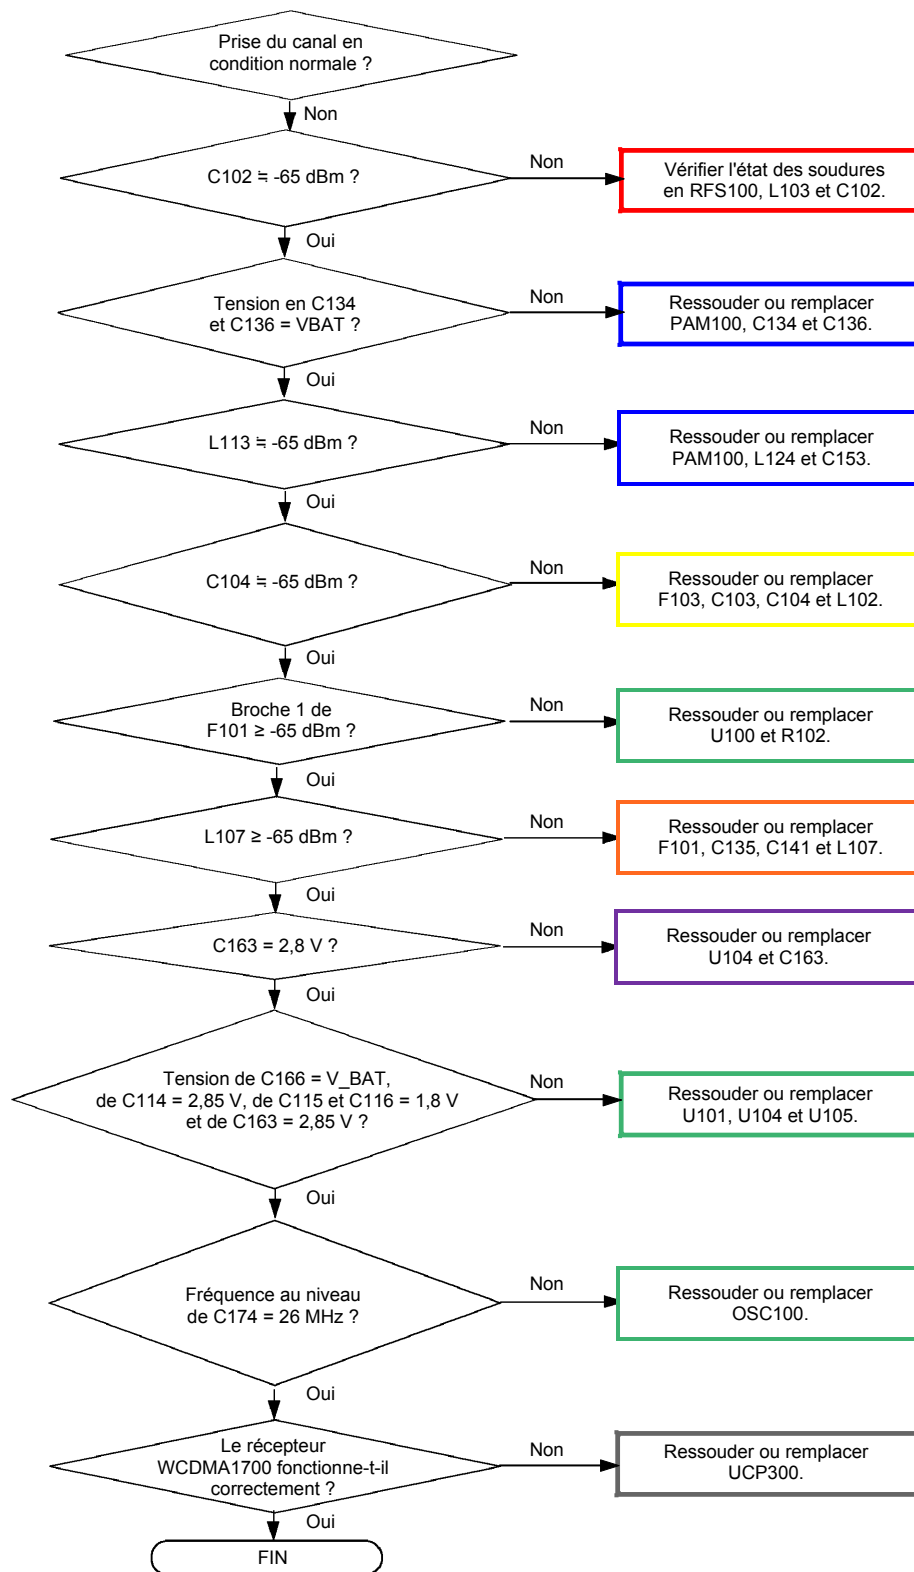 Prise du canal en
condition normale ?
Non
C102 ≒ -65 dBm ?
Non
Vérifier l'état des soudures
en RFS100, L103 et C102.
Oui
Tension en C134
et C136 = VBAT ?
Non
Ressouder ou remplacer
PAM100, C134 et C136.
Oui
L113 ≒ -65 dBm ?
Non
Ressouder ou remplacer
PAM100, L124 et C153.
Oui
C104 ≒ -65 dBm ?
Non
Ressouder ou remplacer
F103, C103, C104 et L102.
Oui
Broche 1 de
F101 ≥ -65 dBm ?
Non
Ressouder ou remplacer
U100 et R102.
Oui
L107 ≥ -65 dBm ?
Non
Ressouder ou remplacer
F101, C135, C141 et L107.
Oui
C163 = 2,8 V ?
Non
Ressouder ou remplacer
U104 et C163.
Oui
Tension de C166 = V_BAT,
de C114 = 2,85 V, de C115 et C116 = 1,8 V
et de C163 = 2,85 V ?
Non
Ressouder ou remplacer
U101, U104 et U105.
Oui
Fréquence au niveau
de C174 = 26 MHz ?
Non
Ressouder ou remplacer
OSC100.
Oui
Le récepteur
WCDMA1700 fonctionne-t-il
correctement ?
Non
Ressouder ou remplacer
UCP300.
Oui
FIN